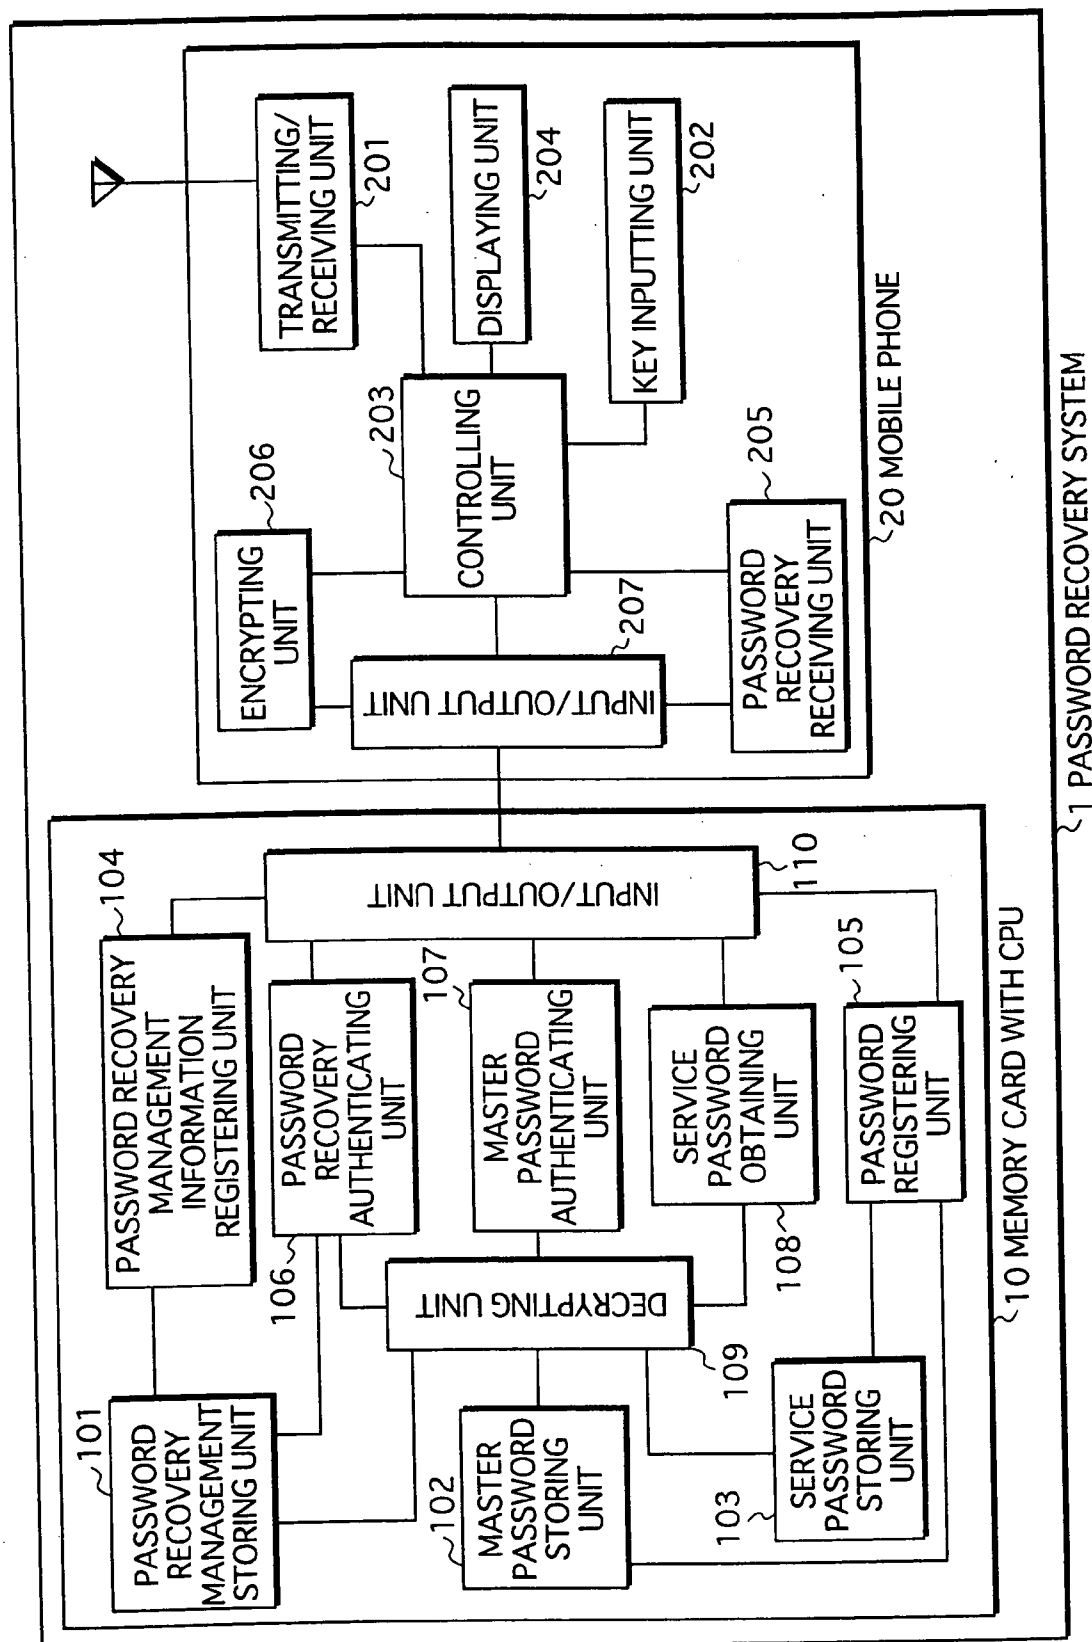 101
PASSWORD
RECOVERY
MANAGEMENT
STORING UNIT
PASSWORD RECOVERY
MANAGEMENT
INFORMATION
REGISTERING UNIT
104
106
PASSWORD
RECOVERY
AUTHENTICATING
UNIT
102
MASTER
PASSWORD
STORING
UNIT
DECRYPTING UNIT
109
107
MASTER
PASSWORD
AUTHENTICATING
UNIT
INPUT/OUTPUT UNIT
110
SERVICE
PASSWORD
OBTAINING
UNIT
108
103
SERVICE
PASSWORD
STORING
UNIT
105
PASSWORD
REGISTERING
UNIT
10 MEMORY CARD WITH CPU
ENCRYPTING
UNIT
206
TRANSMITTING/
RECEIVING UNIT
201
INPUT/OUTPUT UNIT
207
203
CONTROLLING
UNIT
DISPLAYING UNIT
204
KEY INPUTTING UNIT
202
PASSWORD
RECOVERY
RECEIVING UNIT
205
20 MOBILE PHONE
1 PASSWORD RECOVERY SYSTEM